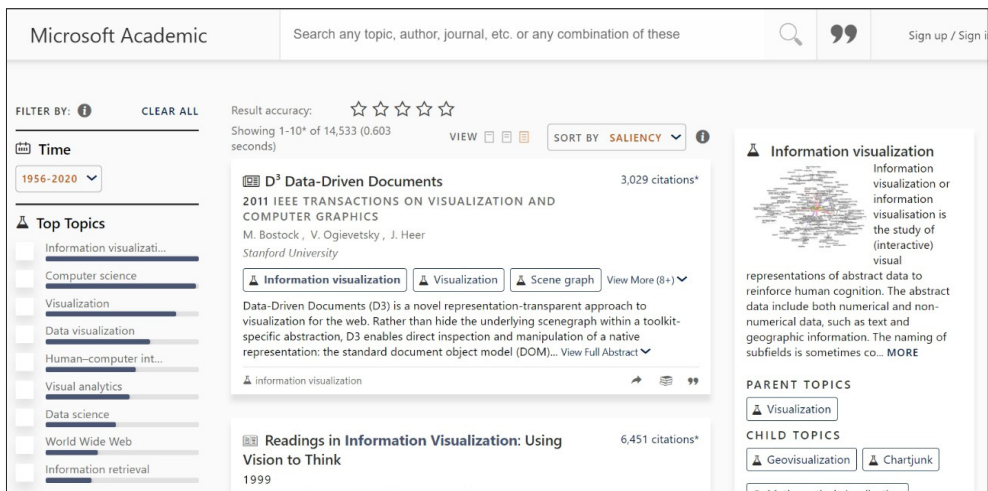 Microsoft Academic
Search any topic, author, journal, etc. or any combination of these
Sign up / Sign i
FILTER BY:
CLEAR ALL
Time
1956-2020
Top Topics
Information visualizati...
Computer science
Visualization
Data visualization
Human–computer int...
Visual analytics
Data science
World Wide Web
Information retrieval
Result accuracy:
Showing 1-10* of 14,533 (0.603
seconds)
VIEW
SORT BY SALIENCY
D³ Data-Driven Documents
3,029 citations*
2011 IEEE TRANSACTIONS ON VISUALIZATION AND
COMPUTER GRAPHICS
M. Bostock , V. Ogievetsky , J. Heer
Stanford University
Information visualization
Visualization
Scene graph
View More (8+)
Data-Driven Documents (D3) is a novel representation-transparent approach to
visualization for the web. Rather than hide the underlying scenegraph within a toolkit-
specific abstraction, D3 enables direct inspection and manipulation of a native
representation: the standard document object model (DOM)... View Full Abstract
information visualization
Readings in Information Visualization: Using
Vision to Think
6,451 citations*
1999
Information visualization
Information
visualization or
information
visualisation is
the study of
(interactive)
visual
representations of abstract data to
reinforce human cognition. The abstract
data include both numerical and non-
numerical data, such as text and
geographic information. The naming of
subfields is sometimes co... MORE
PARENT TOPICS
Visualization
CHILD TOPICS
Geovisualization
Chartjunk